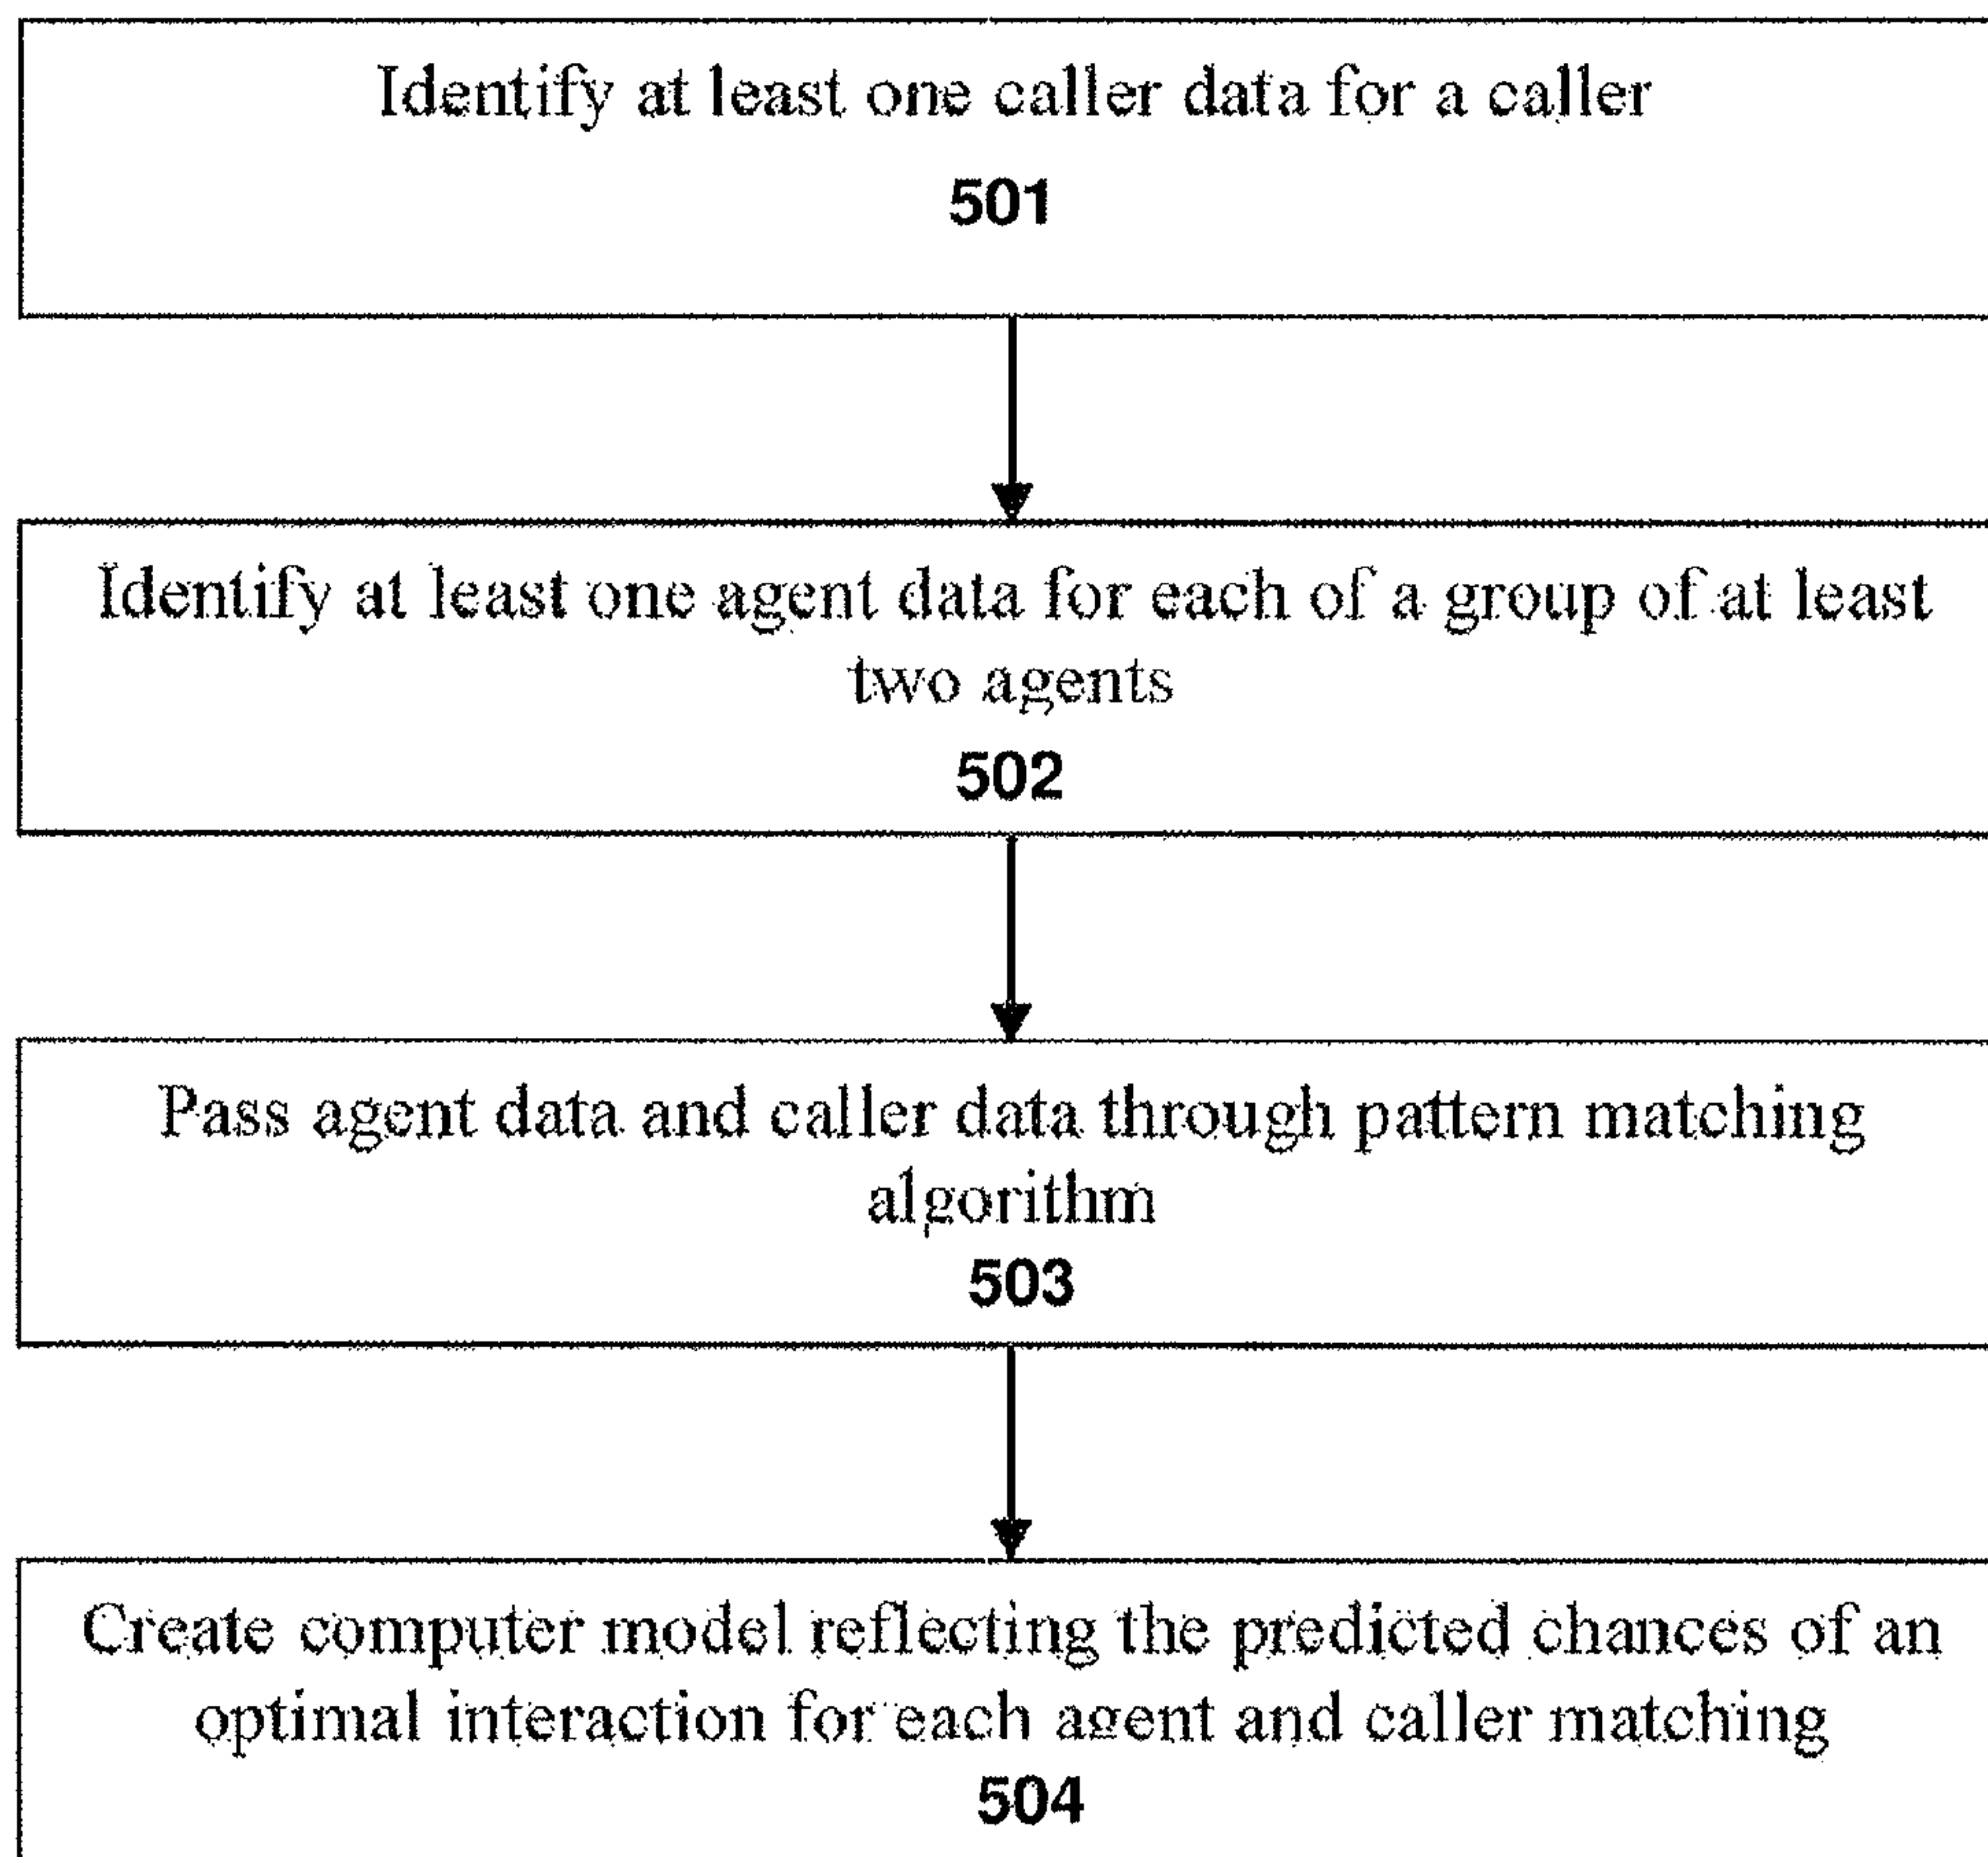 Identify at least one caller data for a caller
501
Identify at least one agent data for each of a group of at least
two agents
502
Pass agent data and caller data through pattern matching
algorithm
503
Create computer model reflecting the predicted chances of an
optimal interaction for each agent and caller matching
504